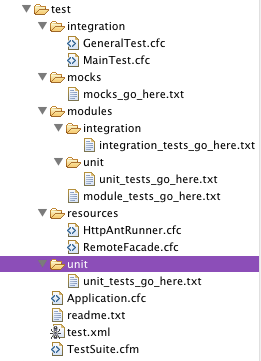 test
integration
GeneralTest.cfc
MainTest.cfc
mocks
mocks_go_here.txt
modules
integration
integration_tests_go_here.txt
unit
unit_tests_go_here.txt
module_tests_go_here.txt
resources
HttpAntRunner.cfc
RemoteFacade.cfc
unit
unit_tests_go_here.txt
Application.cfc
readme.txt
test.xml
TestSuite.cfm